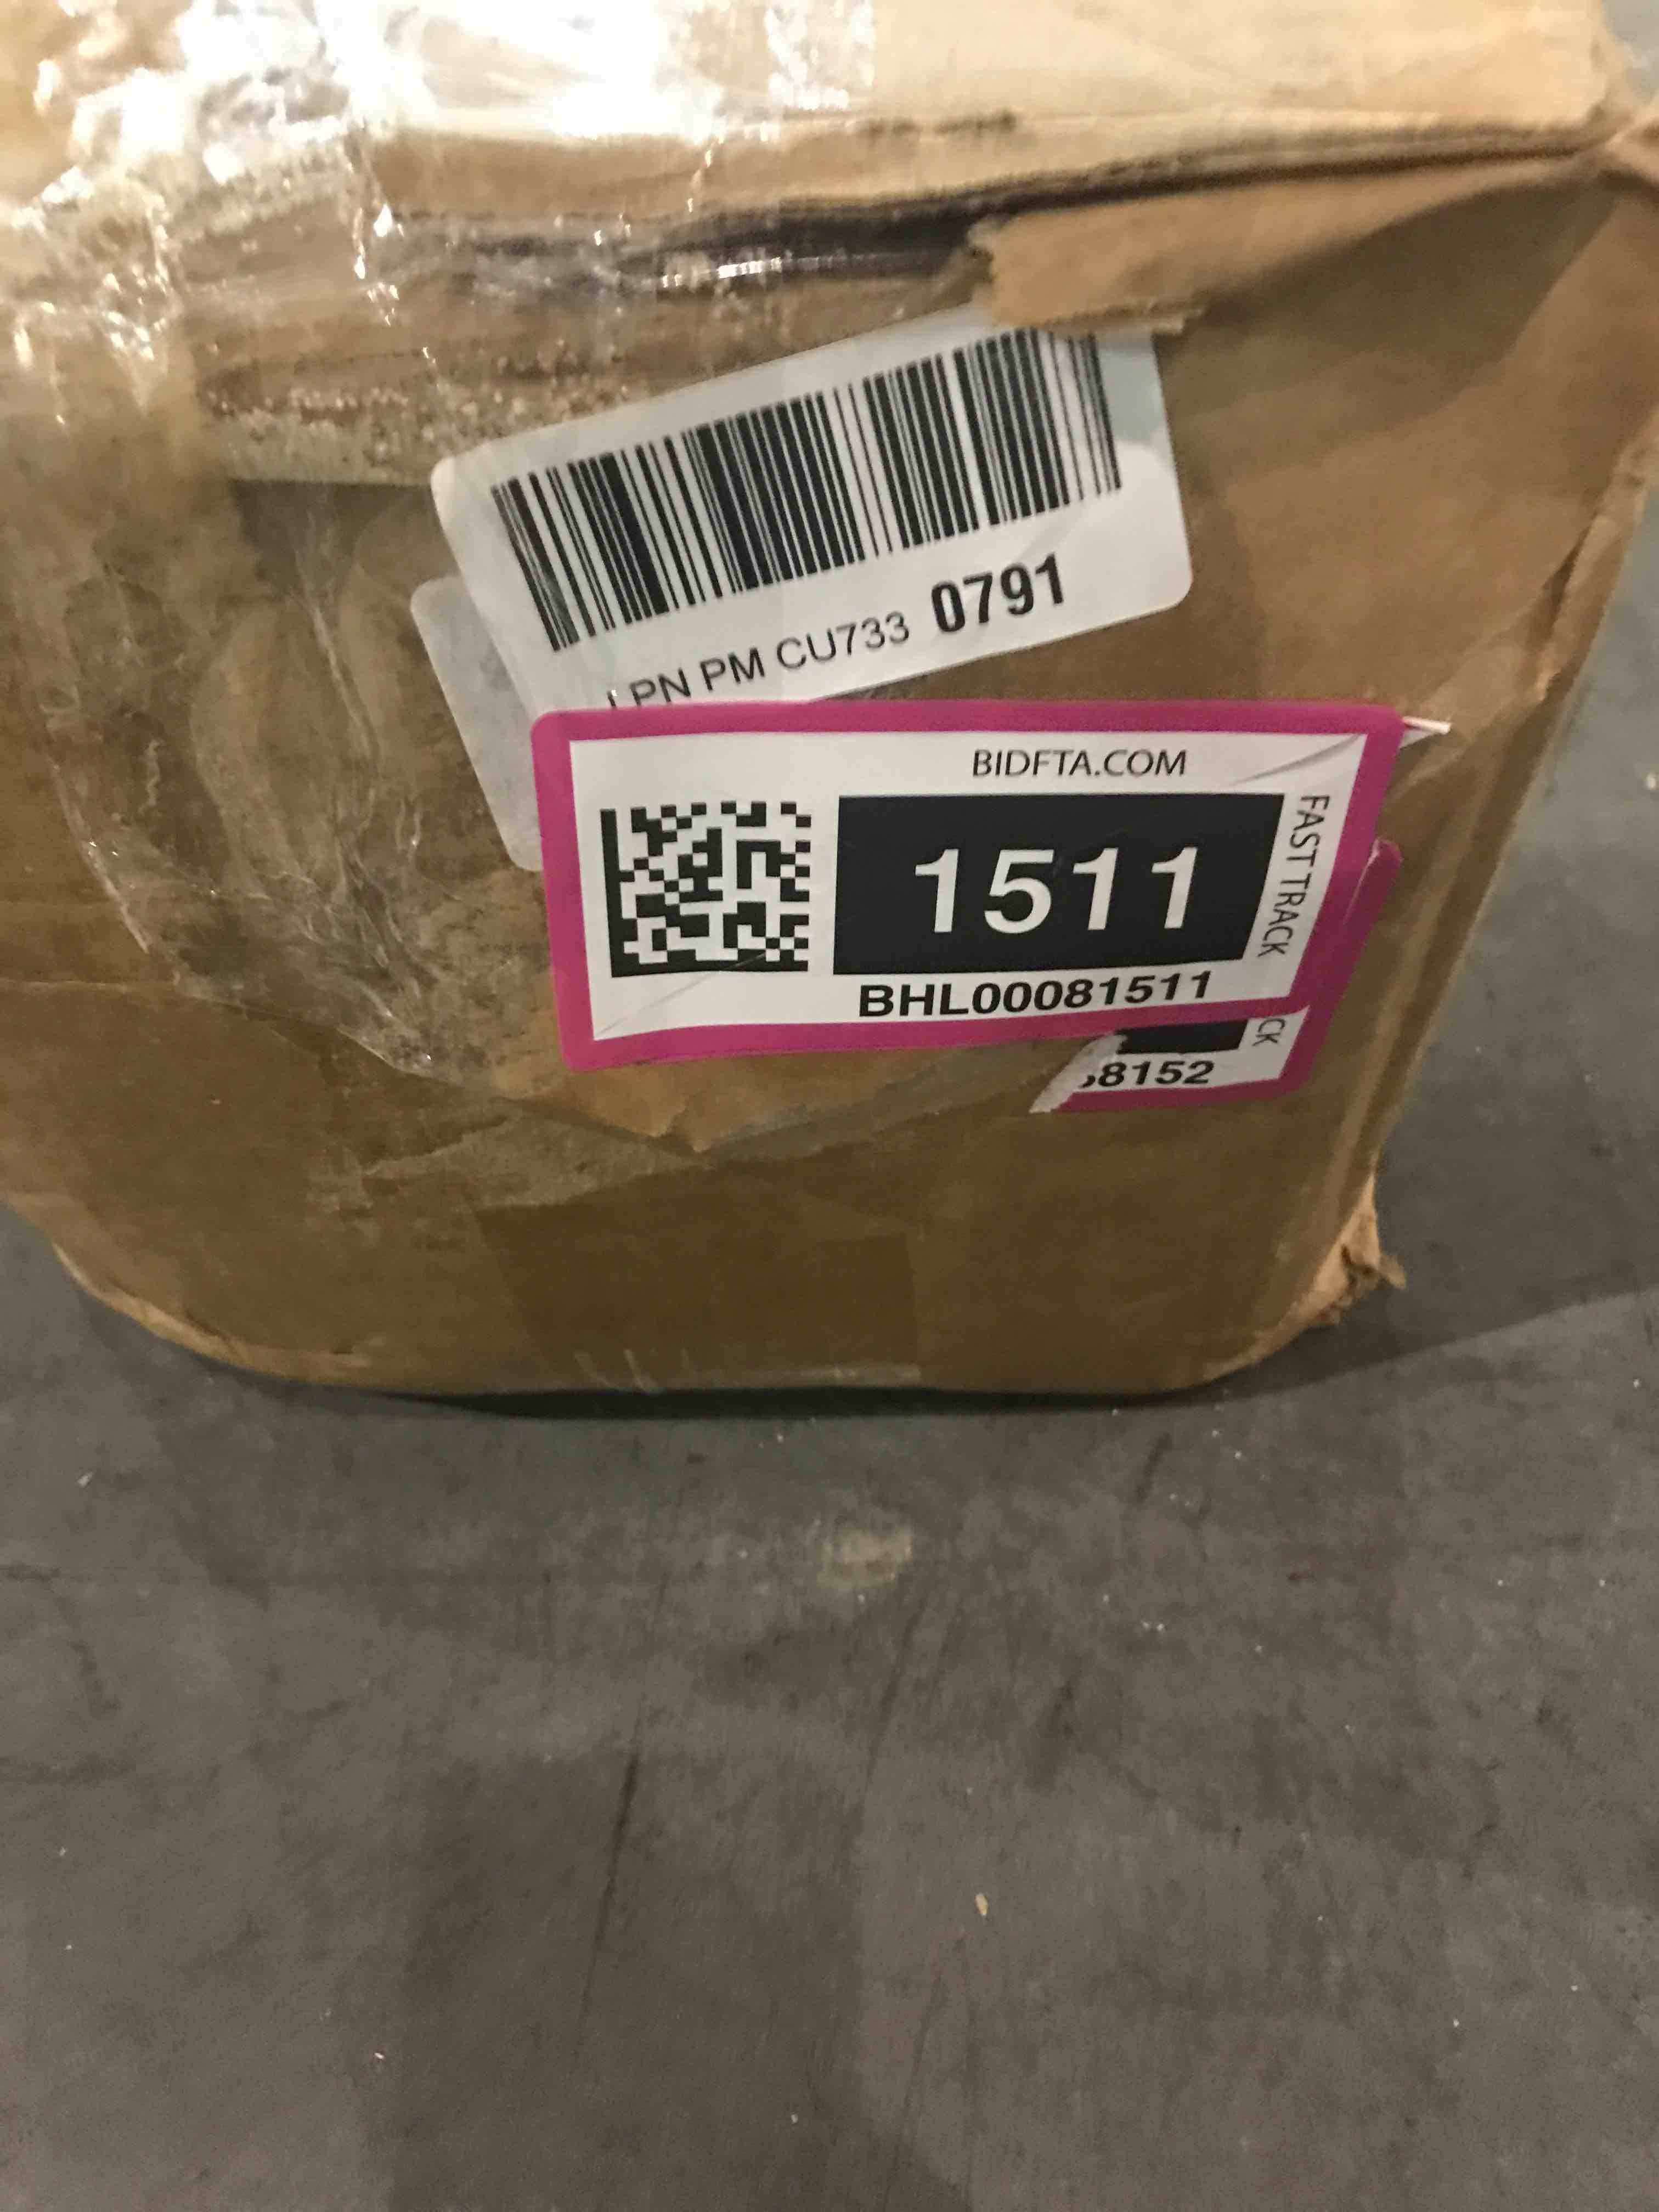 LPN PM CU733 0791
BIDFTA.COM
1511
FAST TRACK
BHL00081511
CK
8152